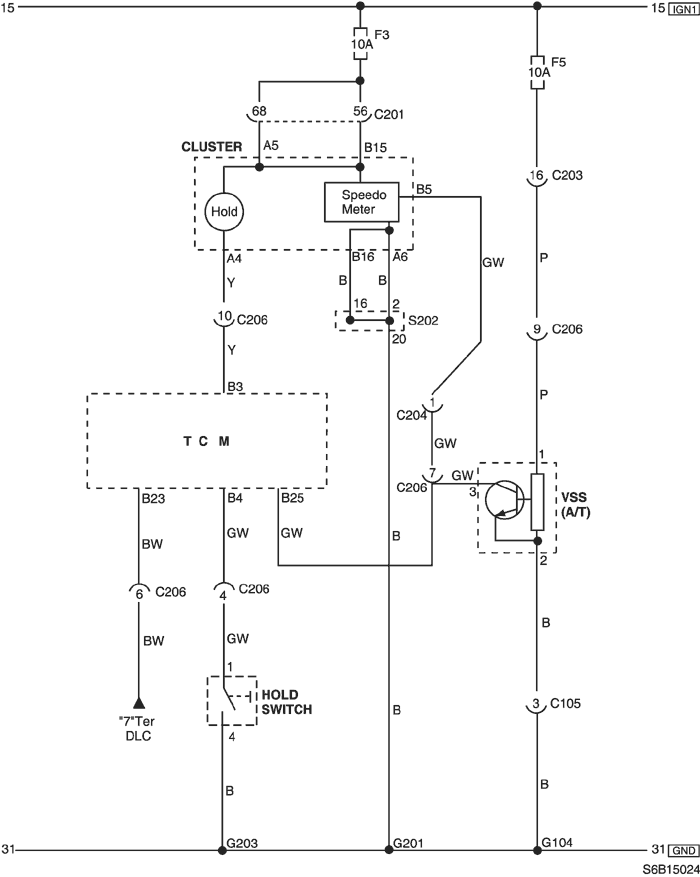 15
15 IGN1
F3
10A
F5
10A
68
56
C201
A5
B15
CLUSTER
16
C203
Hold
Speedo
Meter
B5
A4
B16
A6
GW
P
Y
B
B
10
C206
16
2
S202
20
9
C206
Y
B3
1
C204
P
T C M
GW
1
7
C206
GW
3
VSS
(A/T)
B23
B4
B25
BW
GW
GW
B
2
6
C206
4
C206
B
BW
GW
1
HOLD
SWITCH
"7"Ter
DLC
4
B
3
C105
B
B
31
G203
G201
G104
31 GND
S6B15024